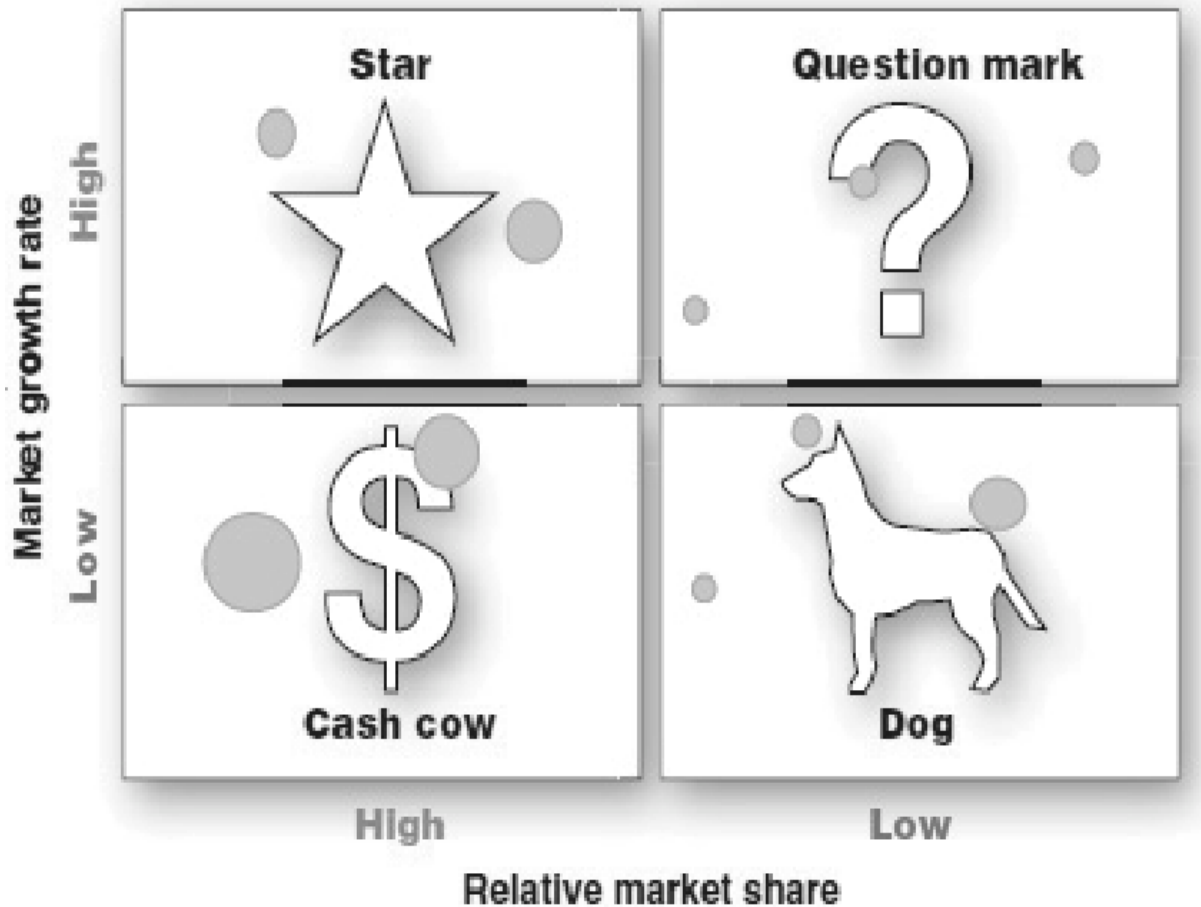 Star
Question mark
High
Market growth rate
Low
Cash cow
Dog
High
Low
Relative market share